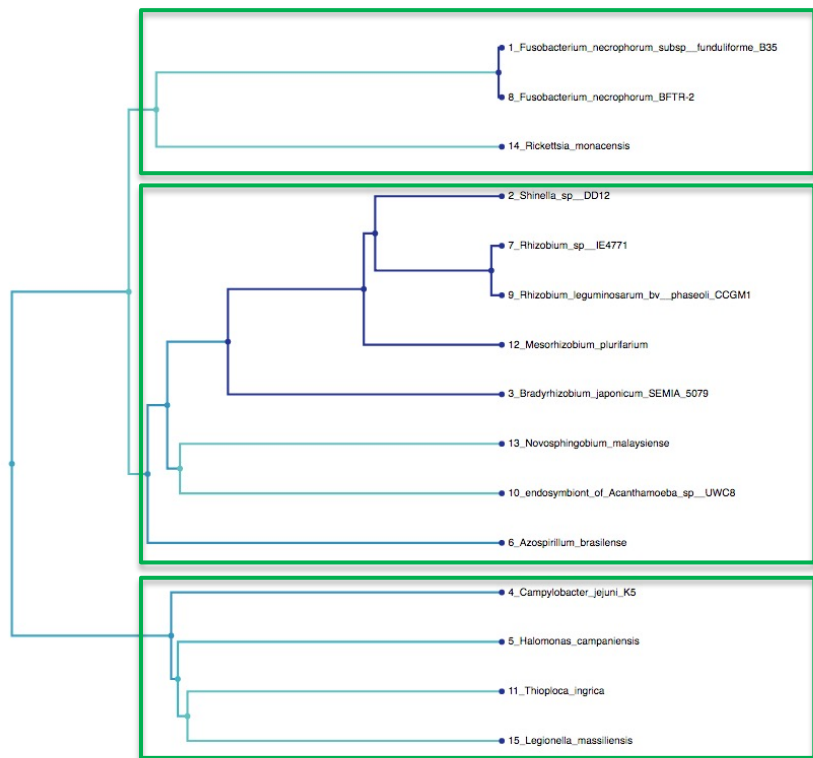 1_Fusobacterium_necrophorum_subsp__funduliforme_B35
8_Fusobacterium_necrophorum_BFTR-2
14_Rickettsia_monacensis
2_Shinella_sp__DD12
7_Rhizobium_sp__IE4771
9_Rhizobium_leguminosarum_bv__phaseoli_CCGM1
12_Mesorhizobium_plurifarium
3_Bradyrhizobium_japonicum_SEMIA_5079
13_Novosphingobium_malaysiense
10_endosymbiont_of_Acanthamoeba_sp__UWC8
6_Azospirillum_brasilense
4_Campylobacter_jejuni_K5
5_Halomonas_campaniensis
11_Thioploca_ingrica
15_Legionella_massiliensis